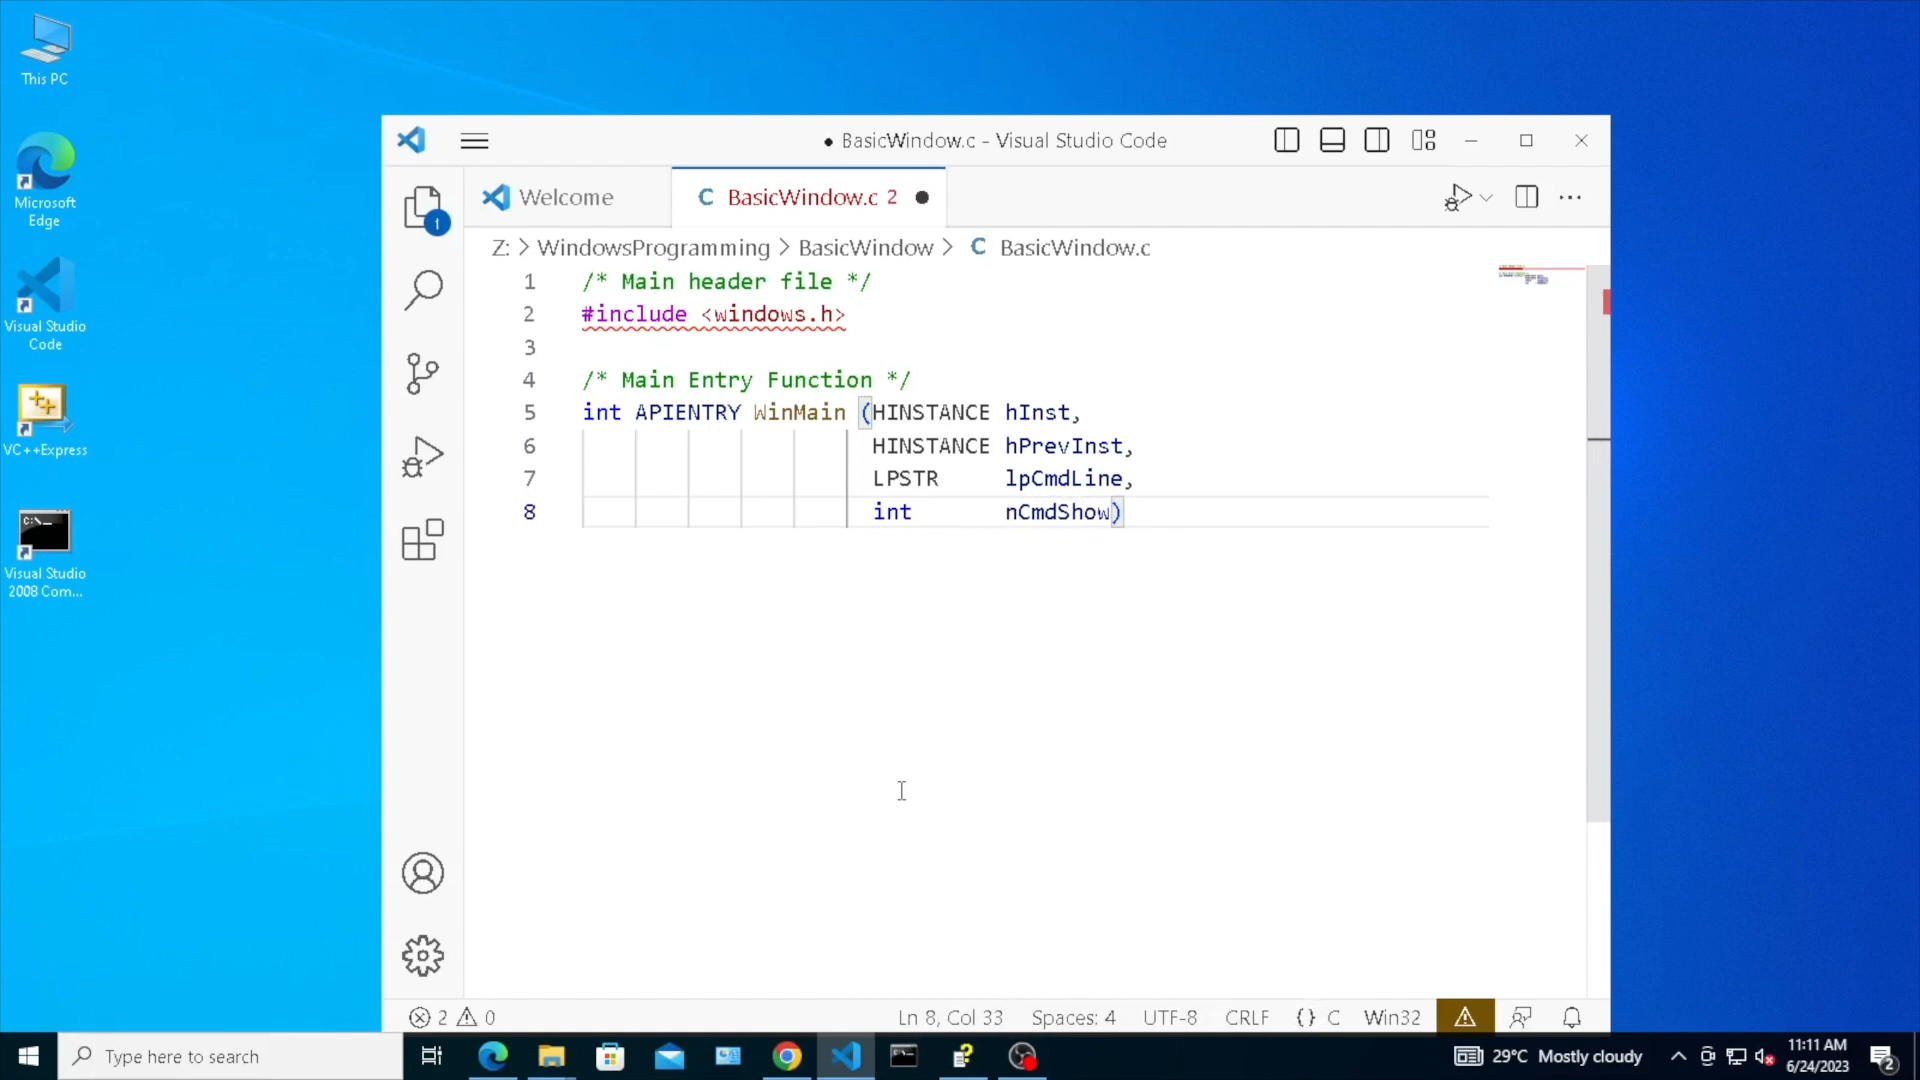 This PC
Microsoft
Edge
Visual Studio
Code
VC++Express
C:\_
Visual Studio
2008 Com...
● BasicWindow.c - Visual Studio Code
Welcome
C BasicWindow.c 2 ●
1
Z: > WindowsProgramming > BasicWindow > C BasicWindow.c
1 /* Main header file */
2 #include <windows.h>
3
4 /* Main Entry Function */
5 int APIENTRY WinMain (HINSTANCE hInst,
6 HINSTANCE hPrevInst,
7 LPSTR lpCmdLine,
8 int nCmdShow)
2 0 Ln 8, Col 33 Spaces: 4 UTF-8 CRLF {} C Win32
Type here to search
29°C Mostly cloudy
11:11 AM
6/24/2023
2